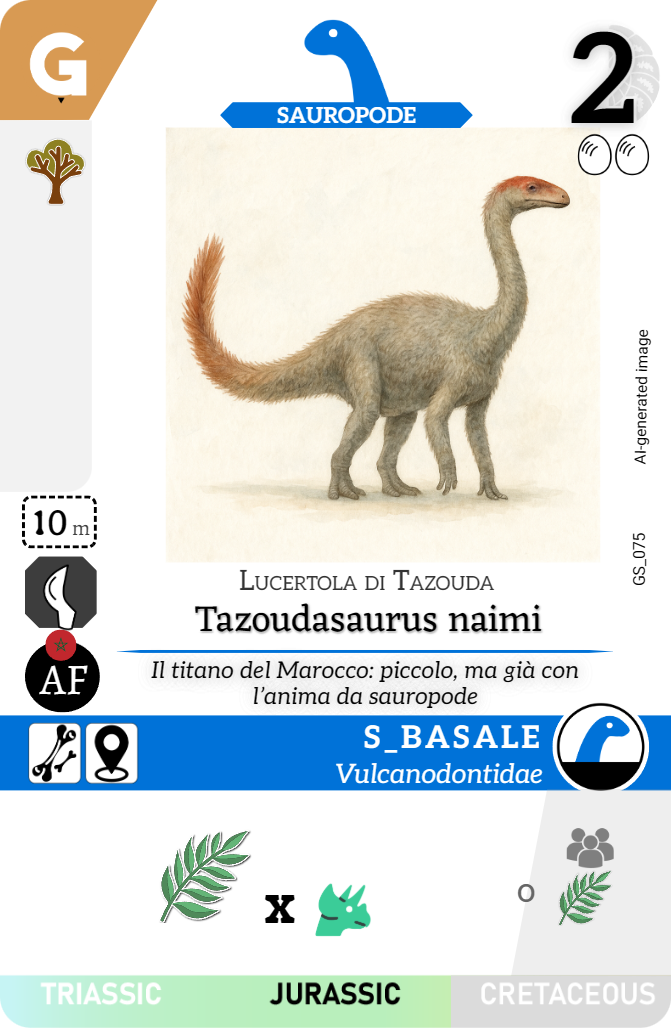 G
2
SAUROPODE
AI-generated image
GS_075
10 m
AF
Lucertola di Tazouda
Tazoudasaurus naimi
Il titano del Marocco: piccolo, ma già con
l'anima da sauropode
S_BASALE
Vulcanodontidae
x
o
TRIASSIC JURASSIC CRETACEOUS